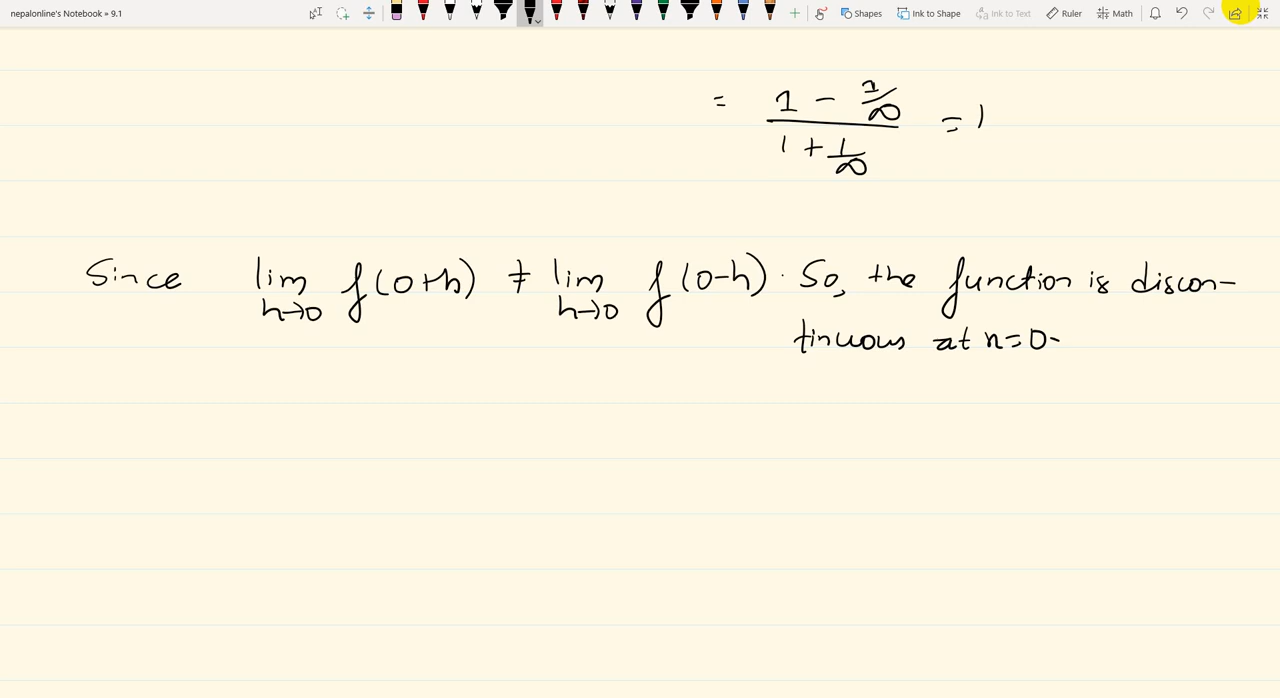 nepalonline's Notebook » 9.1
Shapes Ink to Shape Ink to Text Ruler Math
= (1 - 1/∞) / (1 + 1/∞) = 1
Since lim h→0 f(0+h) ≠ lim h→0 f(0-h). So, the function is discon-
tinuous at x=0.